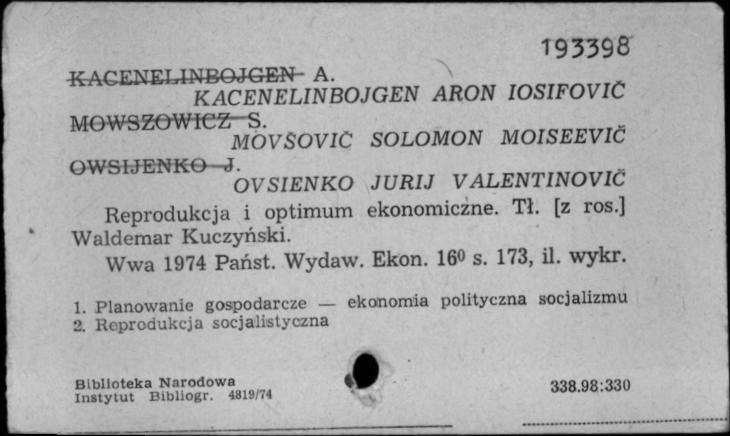 193398
KACENELINBOJGEN A.
KACENELINBOJGEN ARON IOSIFOVIČ
MOWSZOWICZ S.
MOVŠOVIČ SOLOMON MOISEEVIČ
OWSIJENKO J.
OVSIENKO JURIJ VALENTINOVIČ
Reprodukcja i optimum ekonomiczne. Tł. [z ros.]
Waldemar Kuczyński.
Wwa 1974 Państ. Wydaw. Ekon. 16⁰ s. 173, il. wykr.
1. Planowanie gospodarcze — ekonomia polityczna socjalizmu
2. Reprodukcja socjalistyczna
Biblioteka Narodowa
Instytut Bibliogr. 4819/74
338.98:330